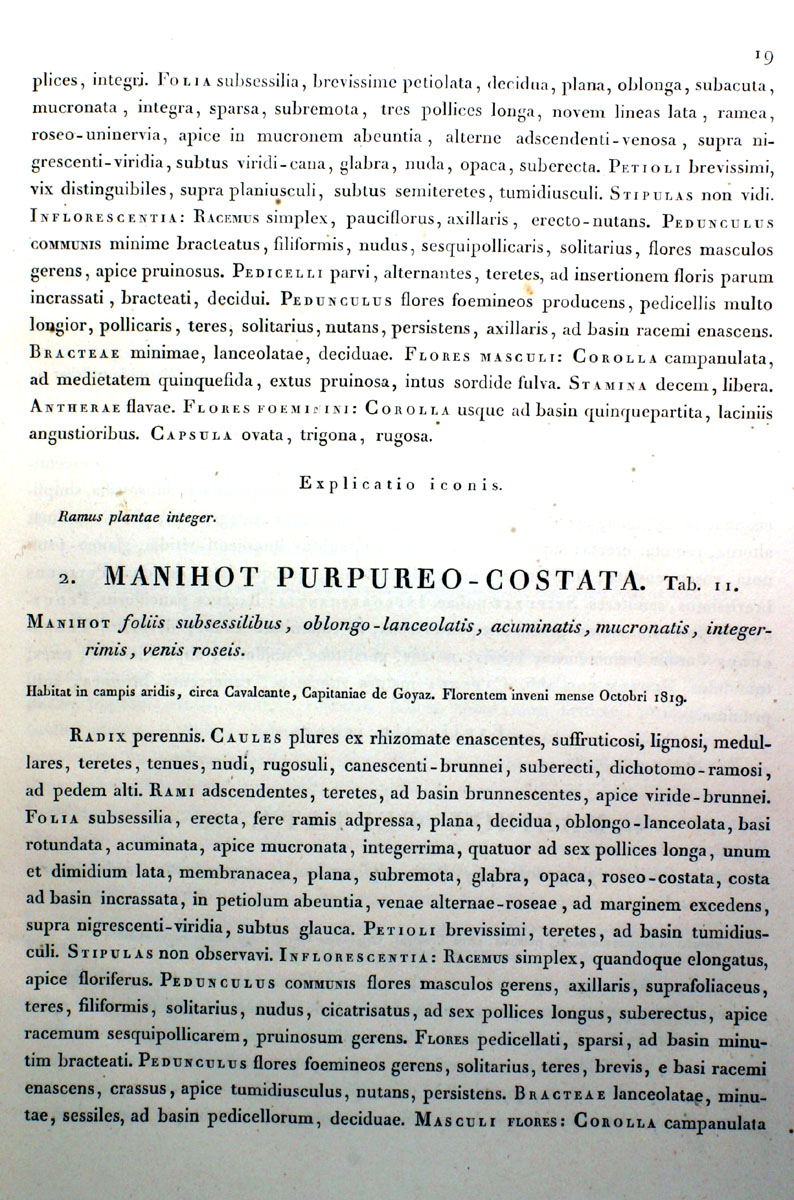 19
plices, integri. FOLIA subsessilia, brevissime petiolata, decidua, plana, oblonga, subacuta,
mucronata, integra, sparsa, subremota, tres pollices longa, novem lineas lata, ramea,
roseo-uninervia, apice in mucronem abeuntia, alterne adscendenti-venosa, supra ni-
grescenti-viridia, subtus viridi-cana, glabra, nuda, opaca, suberecta. PETIOLI brevissimi,
vix distinguibiles, supra planiusculi, subtus semiteretes, tumidiusculi. STIPULAS non vidi.
INFLORESCENTIA: RACEMUS simplex, pauciflorus, axillaris, erecto-nutans. PEDUNCULUS
COMMUNIS minime bracteatus, filiformis, nudus, sesquipollicaris, solitarius, flores masculos
gerens, apice pruinosus. PEDICELLI parvi, alternantes, teretes, ad insertionem floris parum
incrassati, bracteati, decidui. PEDUNCULUS flores foemineos producens, pedicellis multo
longior, pollicaris, teres, solitarius, nutans, persistens, axillaris, ad basin racemi enascens.
BRACTEAE minimae, lanceolatae, deciduae. FLORES MASCULI: COROLLA campanulata,
ad medietatem quinquefida, extus pruinosa, intus sordide fulva. STAMINA decem, libera.
ANTHERAE flavae. FLORES FOEMININI: COROLLA usque ad basin quinquepartita, laciniis
angustioribus. CAPSULA ovata, trigona, rugosa.
Explicatio iconis.
Ramus plantae integer.
2. MANIHOT PURPUREO-COSTATA. Tab. 11.
MANIHOT foliis subsessilibus, oblongo-lanceolatis, acuminatis, mucronatis, integer-
rimis, venis roseis.
Habitat in campis aridis, circa Cavalcante, Capitaniae de Goyaz. Florentem inveni mense Octobri 1819.
RADIX perennis. CAULES plures ex rhizomate enascentes, suffruticosi, lignosi, medul-
lares, teretes, tenues, nudi, rugosuli, canescenti-brunnei, suberecti, dichotomo-ramosi,
ad pedem alti. RAMI adscendentes, teretes, ad basin brunnescentes, apice viride-brunnei.
FOLIA subsessilia, erecta, fere ramis adpressa, plana, decidua, oblongo-lanceolata, basi
rotundata, acuminata, apice mucronata, integerrima, quatuor ad sex pollices longa, unum
et dimidium lata, membranacea, plana, subremota, glabra, opaca, roseo-costata, costa
ad basin incrassata, in petiolum abeuntia, venae alternae-roseae, ad marginem excedens,
supra nigrescenti-viridia, subtus glauca. PETIOLI brevissimi, teretes, ad basin tumidius-
culi. STIPULAS non observavi. INFLORESCENTIA: RACEMUS simplex, quandoque elongatus,
apice floriferus. PEDUNCULUS COMMUNIS flores masculos gerens, axillaris, suprafoliaceus,
teres, filiformis, solitarius, nudus, cicatrisatus, ad sex pollices longus, suberectus, apice
racemum sesquipollicarem, pruinosum gerens. FLORES pedicellati, sparsi, ad basin minu-
tim bracteati. PEDUNCULUS flores foemineos gerens, solitarius, teres, brevis, e basi racemi
enascens, crassus, apice tumidiusculus, nutans, persistens. BRACTEAE lanceolatae, minu-
tae, sessiles, ad basin pedicellorum, deciduae. MASCULI FLORES: COROLLA campanulata